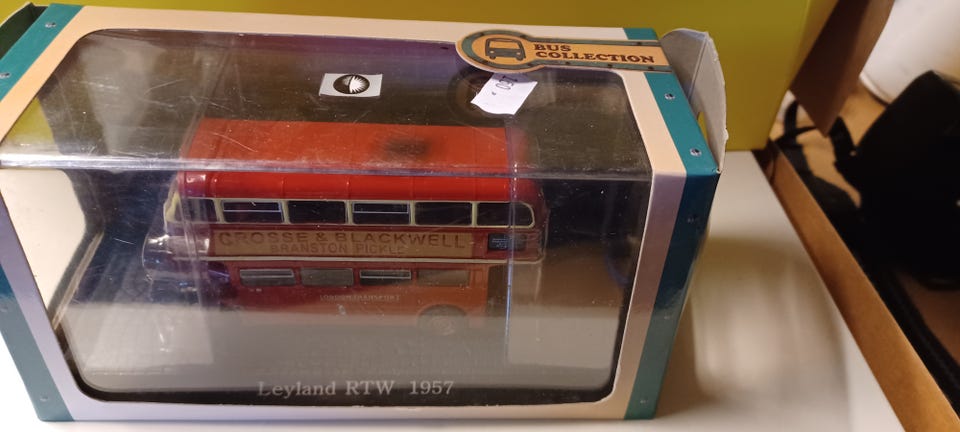 BUS
COLLECTION
CROSSE & BLACKWELL
BRANSTON PICKLE
LONDON TRANSPORT
Leyland RTW 1957